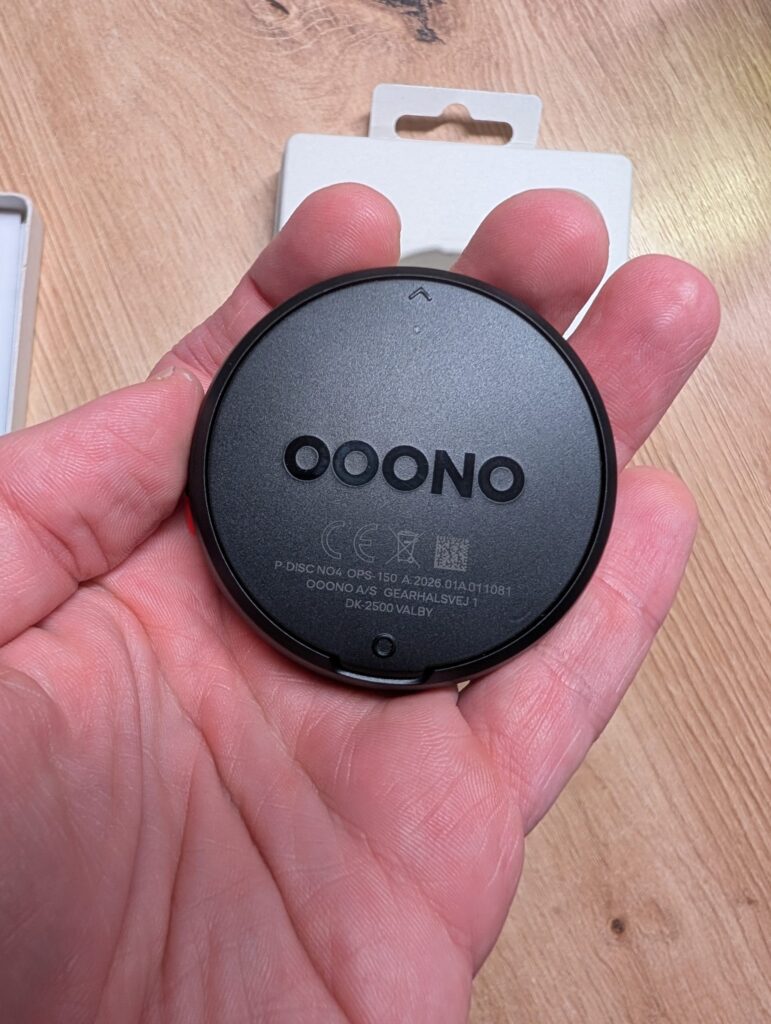 OOONO
P-DISC NO4 OPS-150 A.2026.01A.011081
OOONO A/S GEARHALSVEJ 1
DK-2500 VALBY